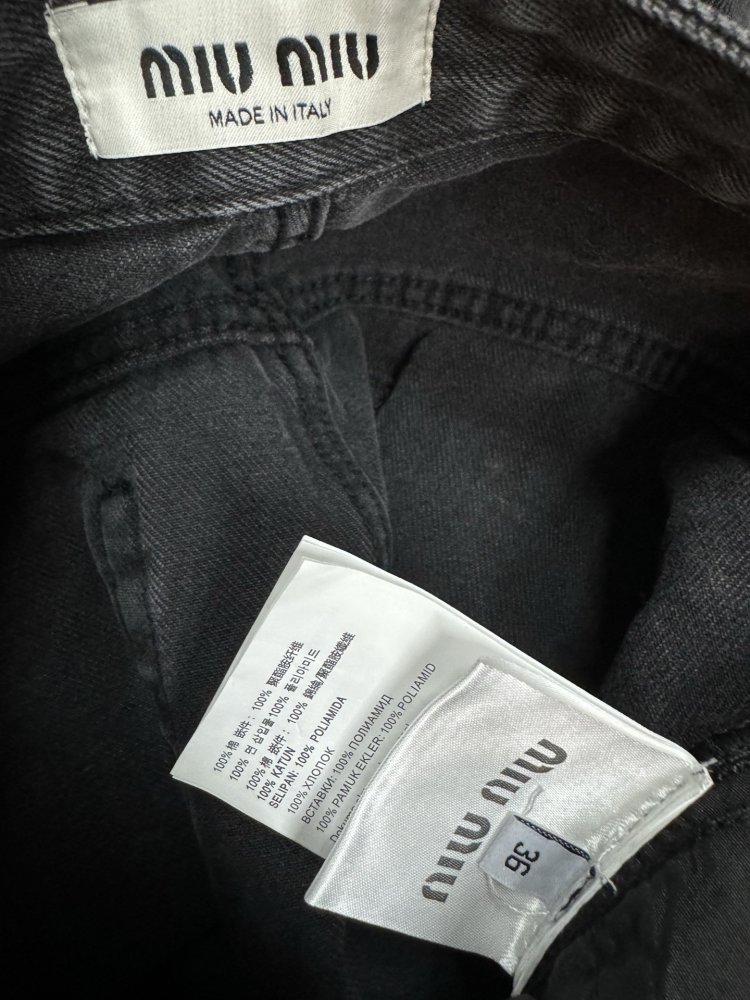 MIU MIU
MADE IN ITALY
100% 棉 嵌件: 100% 聚酯胺纤维
100% 면 삽입물 100% 폴리아미드
100% 棉 嵌件: 100% 錦綸/聚酯胺纖維
100% KATUN
SELIPAN: 100% POLIAMIDA
100% ХЛОПОК
ВСТАВКИ: 100% ПОЛИАМИД
100% PAMUK EKLER: 100% POLIAMID
MIU MIU
36